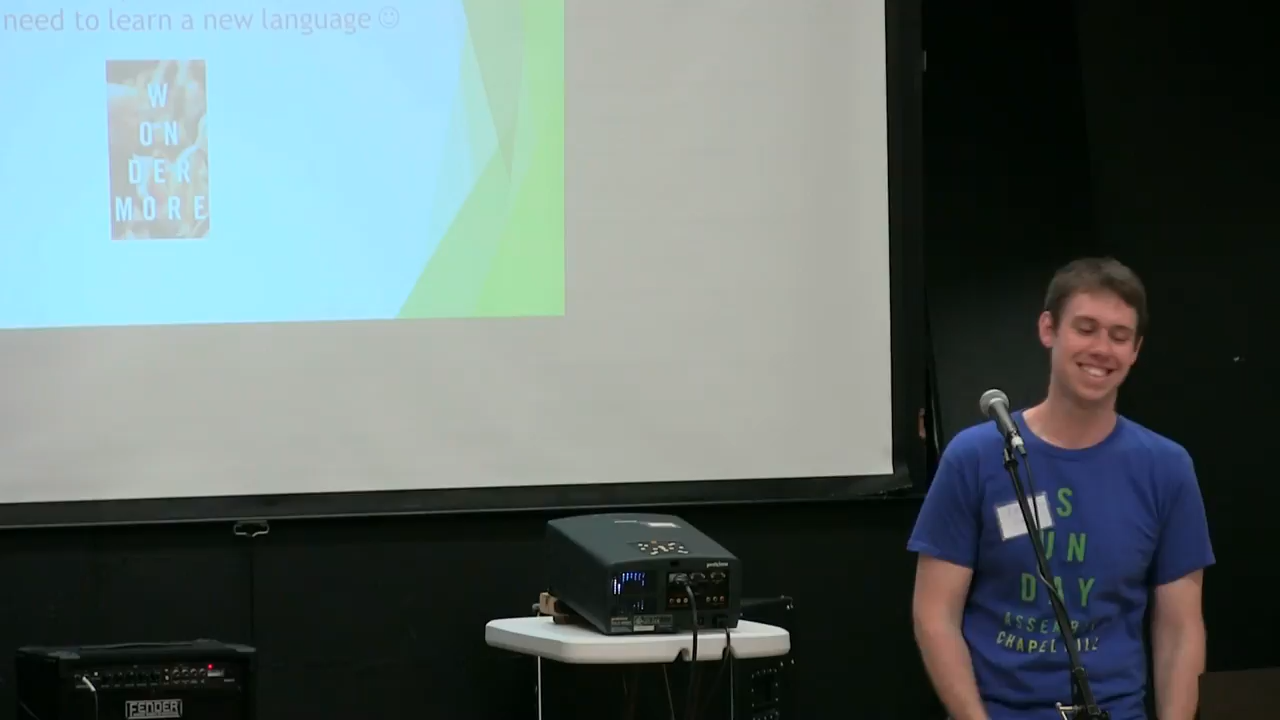 need to learn a new language ☺
W
ON
DER
MORE
S
UN
DAY
ASSEMBLY
CHAPEL HILL
FENDER